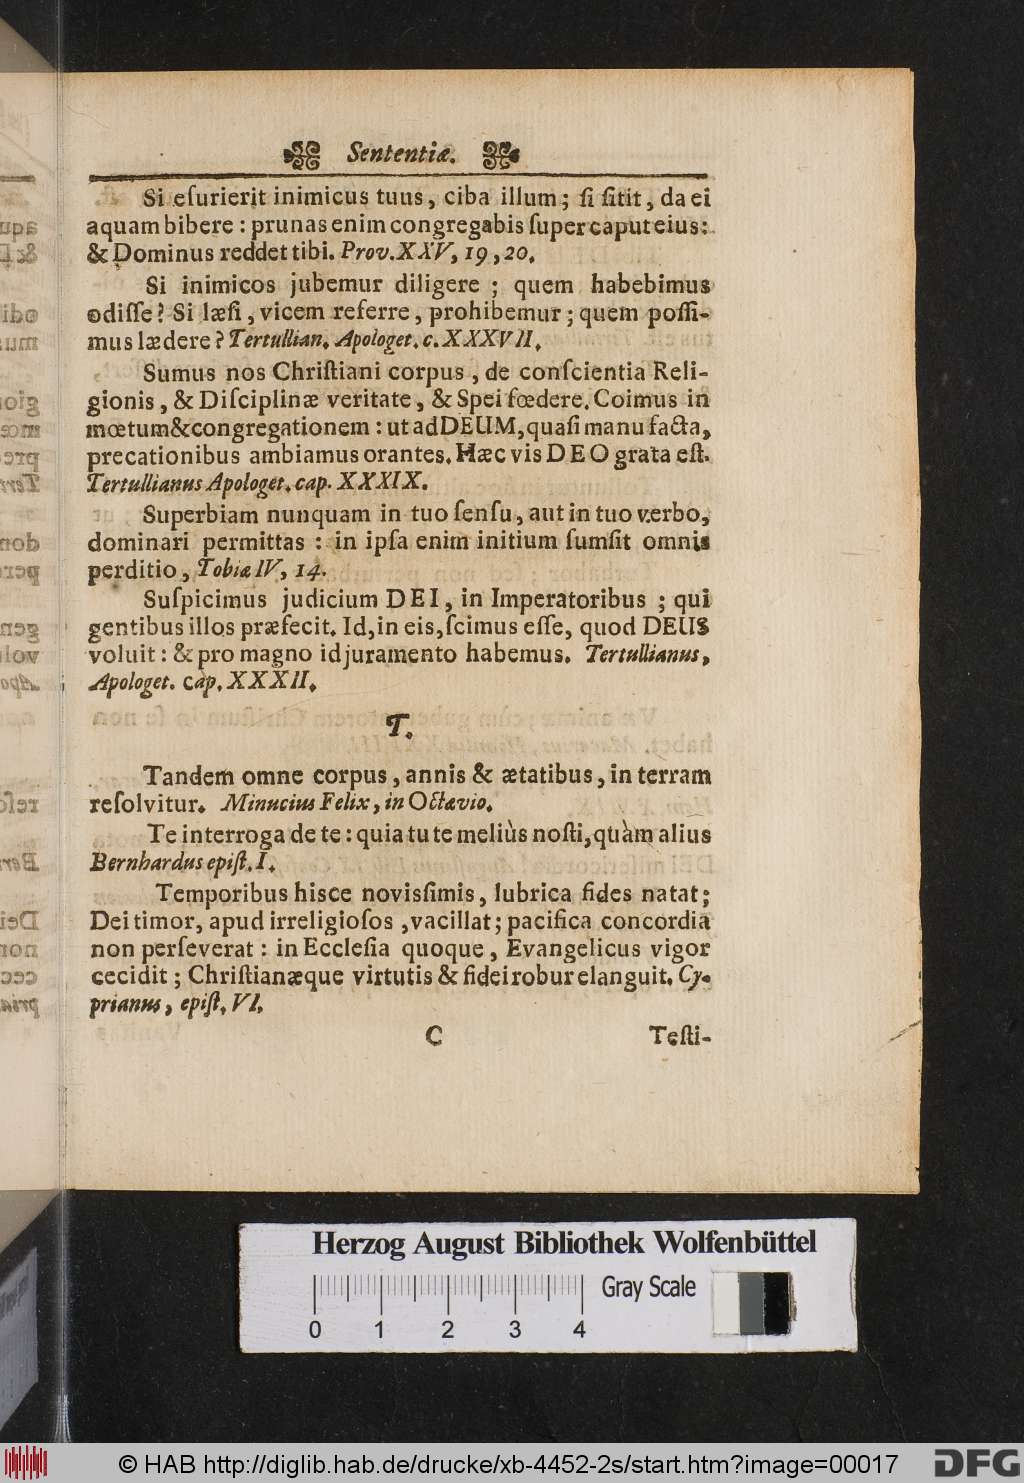 Sententiæ.
Si eſurierit inimicus tuus, ciba illum; ſi ſitit, da ei
aquam bibere: prunas enim congregabis ſuper caput eius:
& Dominus reddet tibi. Prov. XXV, 19, 20.
Si inimicos jubemur diligere; quem habebimus
odiſſe? Si læſi, vicem referre, prohibemur; quem poſſi-
mus lædere? Tertullian. Apologet. c. XXXVII.
Sumus nos Chriſtiani corpus, de conſcientia Reli-
gionis, & Diſciplinæ veritate, & Spei fœdere. Coimus in
mœtum & congregationem: ut ad DEUM, quaſi manu facta,
precationibus ambiamus orantes. Hæc vis DEO grata eſt.
Tertullianus Apologet. cap. XXXIX.
Superbiam nunquam in tuo ſenſu, aut in tuo verbo,
dominari permittas: in ipſa enim initium ſumſit omnis
perditio, Tobiæ IV, 14.
Suſpicimus judicium DEI, in Imperatoribus; qui
gentibus illos præfecit. Id, in eis, ſcimus eſſe, quod DEUS
voluit: & pro magno id juramento habemus. Tertullianus,
Apologet. cap. XXXII.
T.
Tandem omne corpus, annis & ætatibus, in terram
reſolvitur. Minucius Felix, in Octavio.
Te interroga de te: quia tu te meliùs noſti, quàm alius
Bernhardus epiſt. I.
Temporibus hisce novisſimis, lubrica fides natat;
Dei timor, apud irreligioſos, vacillat; pacifica concordia
non perſeverat: in Eccleſia quoque, Evangelicus vigor
cecidit; Chriſtianæque virtutis & fidei robur elanguit. Cy-
prianus, epiſt. VI.
C Teſti-
Herzog August Bibliothek Wolfenbüttel
0 1 2 3 4 Gray Scale
© HAB http://diglib.hab.de/drucke/xb-4452-2s/start.htm?image=00017
DFG